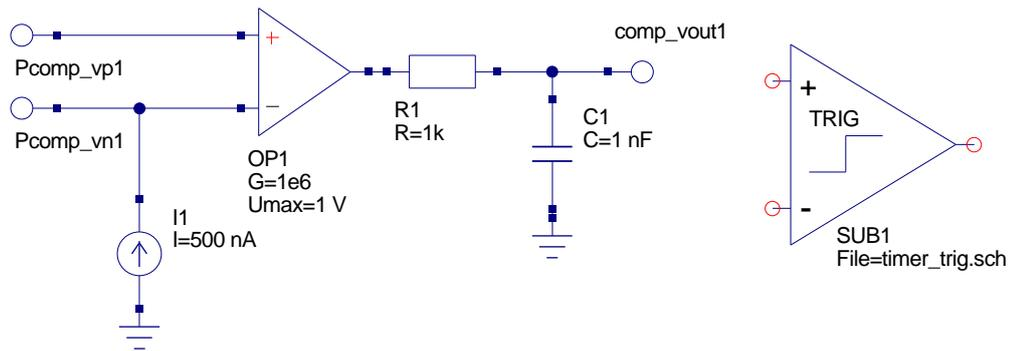 comp_vout1
+
Pcomp_vp1
+
TRIG
R1
R=1k
C1
C=1 nF
–
Pcomp_vn1
OP1
G=1e6
Umax=1 V
-
I1
I=500 nA
SUB1
File=timer_trig.sch